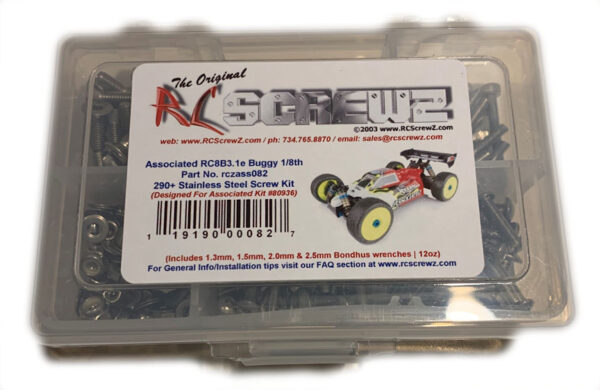 The Original
RC SCREWZ
©2003 www.RCScrewZ.com
web: www.RCScrewZ.com / ph: 734.765.8870 / email: sales@rcscrewz.com
Associated RC8B3.1e Buggy 1/8th
Part No. rczass082
290+ Stainless Steel Screw Kit
(Designed For Associated Kit #80936)
1 19190 00082 7
(Includes 1.3mm, 1.5mm, 2.0mm & 2.5mm Bondhus wrenches | 12oz)
For General Info/Installation tips visit our FAQ section at www.rcscrewz.com